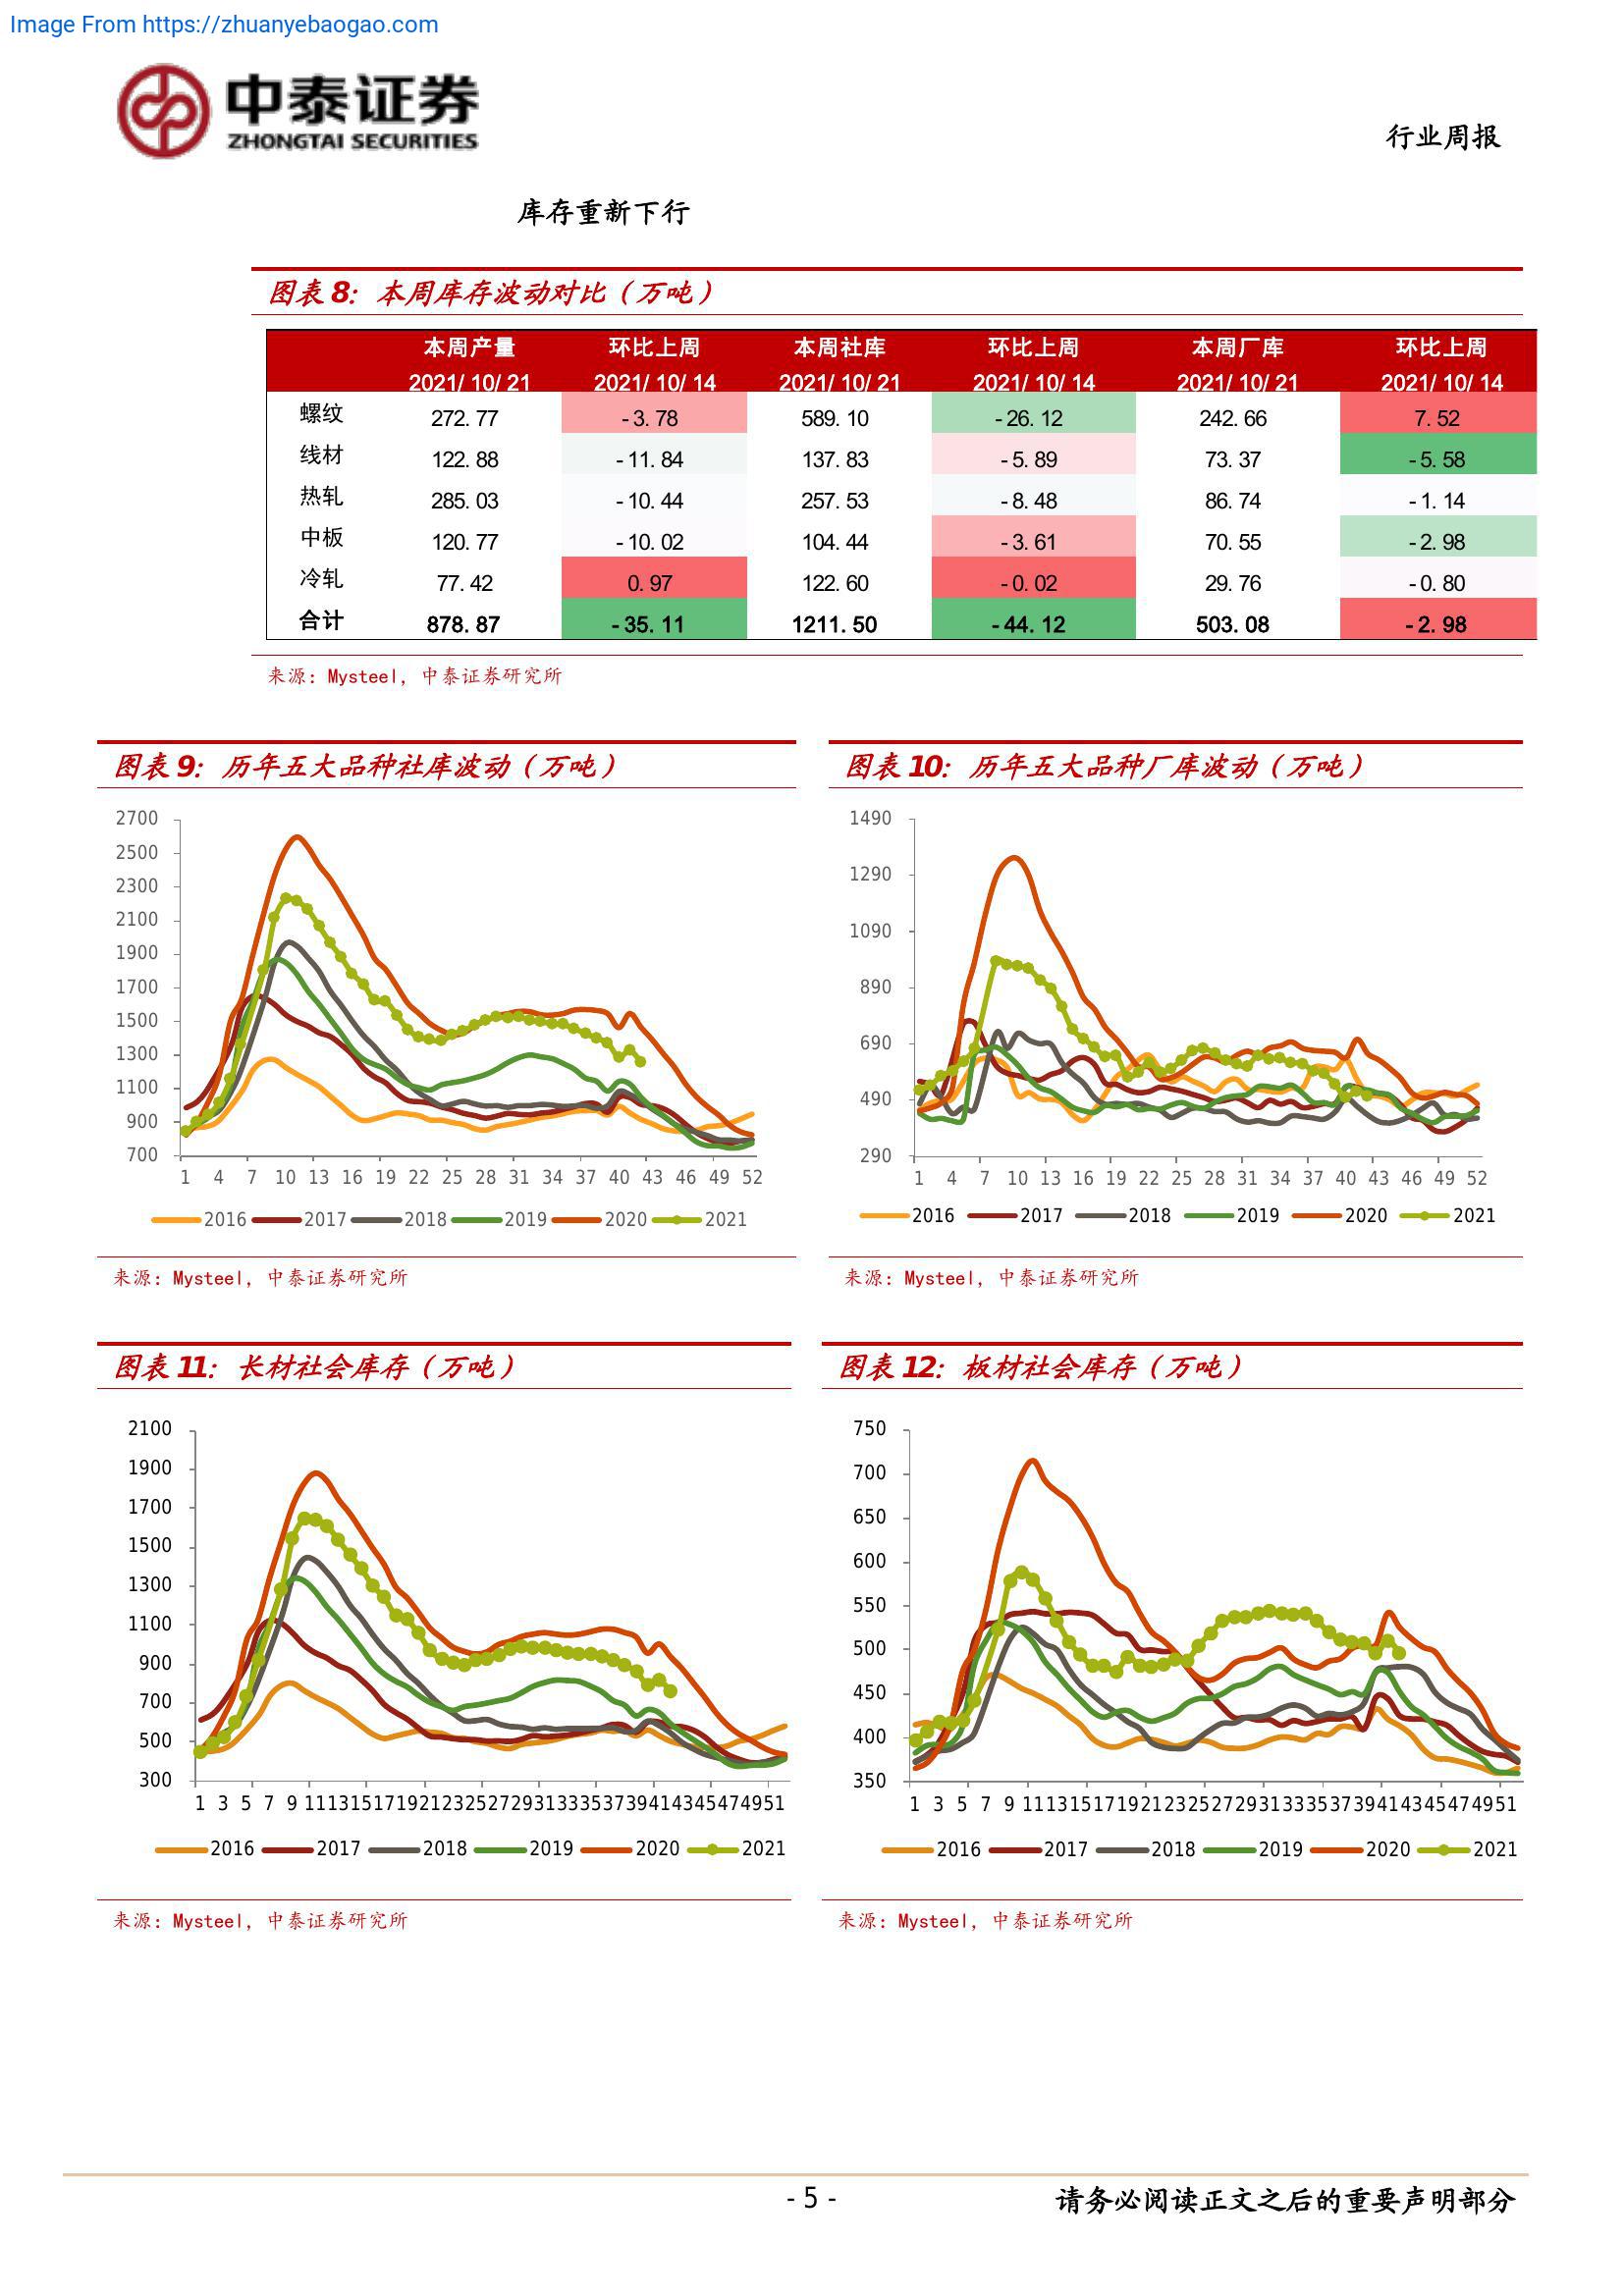 Image From https://zhuanyebaogao.com
中泰证券
ZHONGTAI SECURITIES
行业周报
库存重新下行
图表 8：本周库存波动对比（万吨）
本周产量 环比上周 本周社库 环比上周 本周厂库 环比上周
2021/10/21 2021/10/14 2021/10/21 2021/10/14 2021/10/21 2021/10/14
螺纹 272.77 -3.78 589.10 -26.12 242.66 7.52
线材 122.88 -11.84 137.83 -5.89 73.37 -5.58
热轧 285.03 -10.44 257.53 -8.48 86.74 -1.14
中板 120.77 -10.02 104.44 -3.61 70.55 -2.98
冷轧 77.42 0.97 122.60 -0.02 29.76 -0.80
合计 878.87 -35.11 1211.50 -44.12 503.08 -2.98
来源：Mysteel，中泰证券研究所
图表 9：历年五大品种社库波动（万吨）
2700
2500
2300
2100
1900
1700
1500
1300
1100
900
700
1 4 7 10 13 16 19 22 25 28 31 34 37 40 43 46 49 52
2016 2017 2018 2019 2020 2021
来源：Mysteel，中泰证券研究所
图表 10：历年五大品种厂库波动（万吨）
1490
1290
1090
890
690
490
290
1 4 7 10 13 16 19 22 25 28 31 34 37 40 43 46 49 52
2016 2017 2018 2019 2020 2021
来源：Mysteel，中泰证券研究所
图表 11：长材社会库存（万吨）
2100
1900
1700
1500
1300
1100
900
700
500
300
1 3 5 7 9 11 13 15 17 19 21 23 25 27 29 31 33 35 37 39 41 43 45 47 49 51
2016 2017 2018 2019 2020 2021
来源：Mysteel，中泰证券研究所
图表 12：板材社会库存（万吨）
750
700
650
600
550
500
450
400
350
1 3 5 7 9 11 13 15 17 19 21 23 25 27 29 31 33 35 37 39 41 43 45 47 49 51
2016 2017 2018 2019 2020 2021
来源：Mysteel，中泰证券研究所
- 5 -
请务必阅读正文之后的重要声明部分